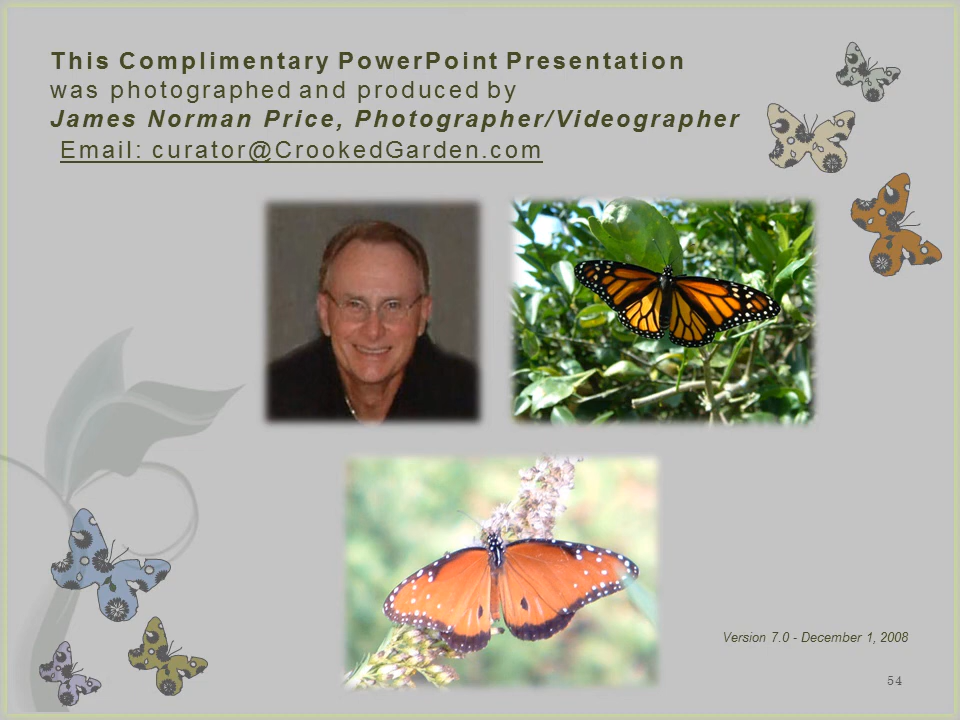 This Complimentary PowerPoint Presentation
was photographed and produced by
James Norman Price, Photographer/Videographer
Email: curator@CrookedGarden.com
Version 7.0 - December 1, 2008
54